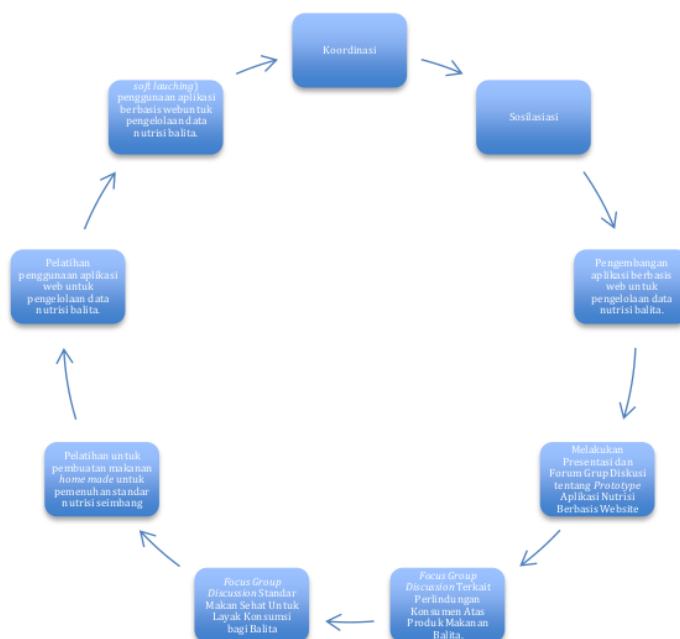 Koordinasi
Sosilasiasi
Pengembangan
aplikasi berbasis
web untuk
pengelolaan data
nutrisi balita.
Melakukan
Presentasi dan
Forum Grup Diskusi
tentang Prototype
Aplikasi Nutrisi
Berbasis Website
Focus Group
Discussion Terkait
Perlindungan
Konsumen Atas
Produk Makanan
Balita.
Focus Group
Discussion Standar
Makan Sehat Untuk
Layak Konsumsi
bagi Balita
Pelatihan untuk
pembuatan makanan
home made untuk
pemenuhan standar
nutrisi seimbang
Pelatihan
penggunaan aplikasi
web untuk
pengelolaan data
nutrisi balita.
soft lauching)
penggunaan aplikasi
berbasis webuntuk
pengelolaan data
nutrisi balita.